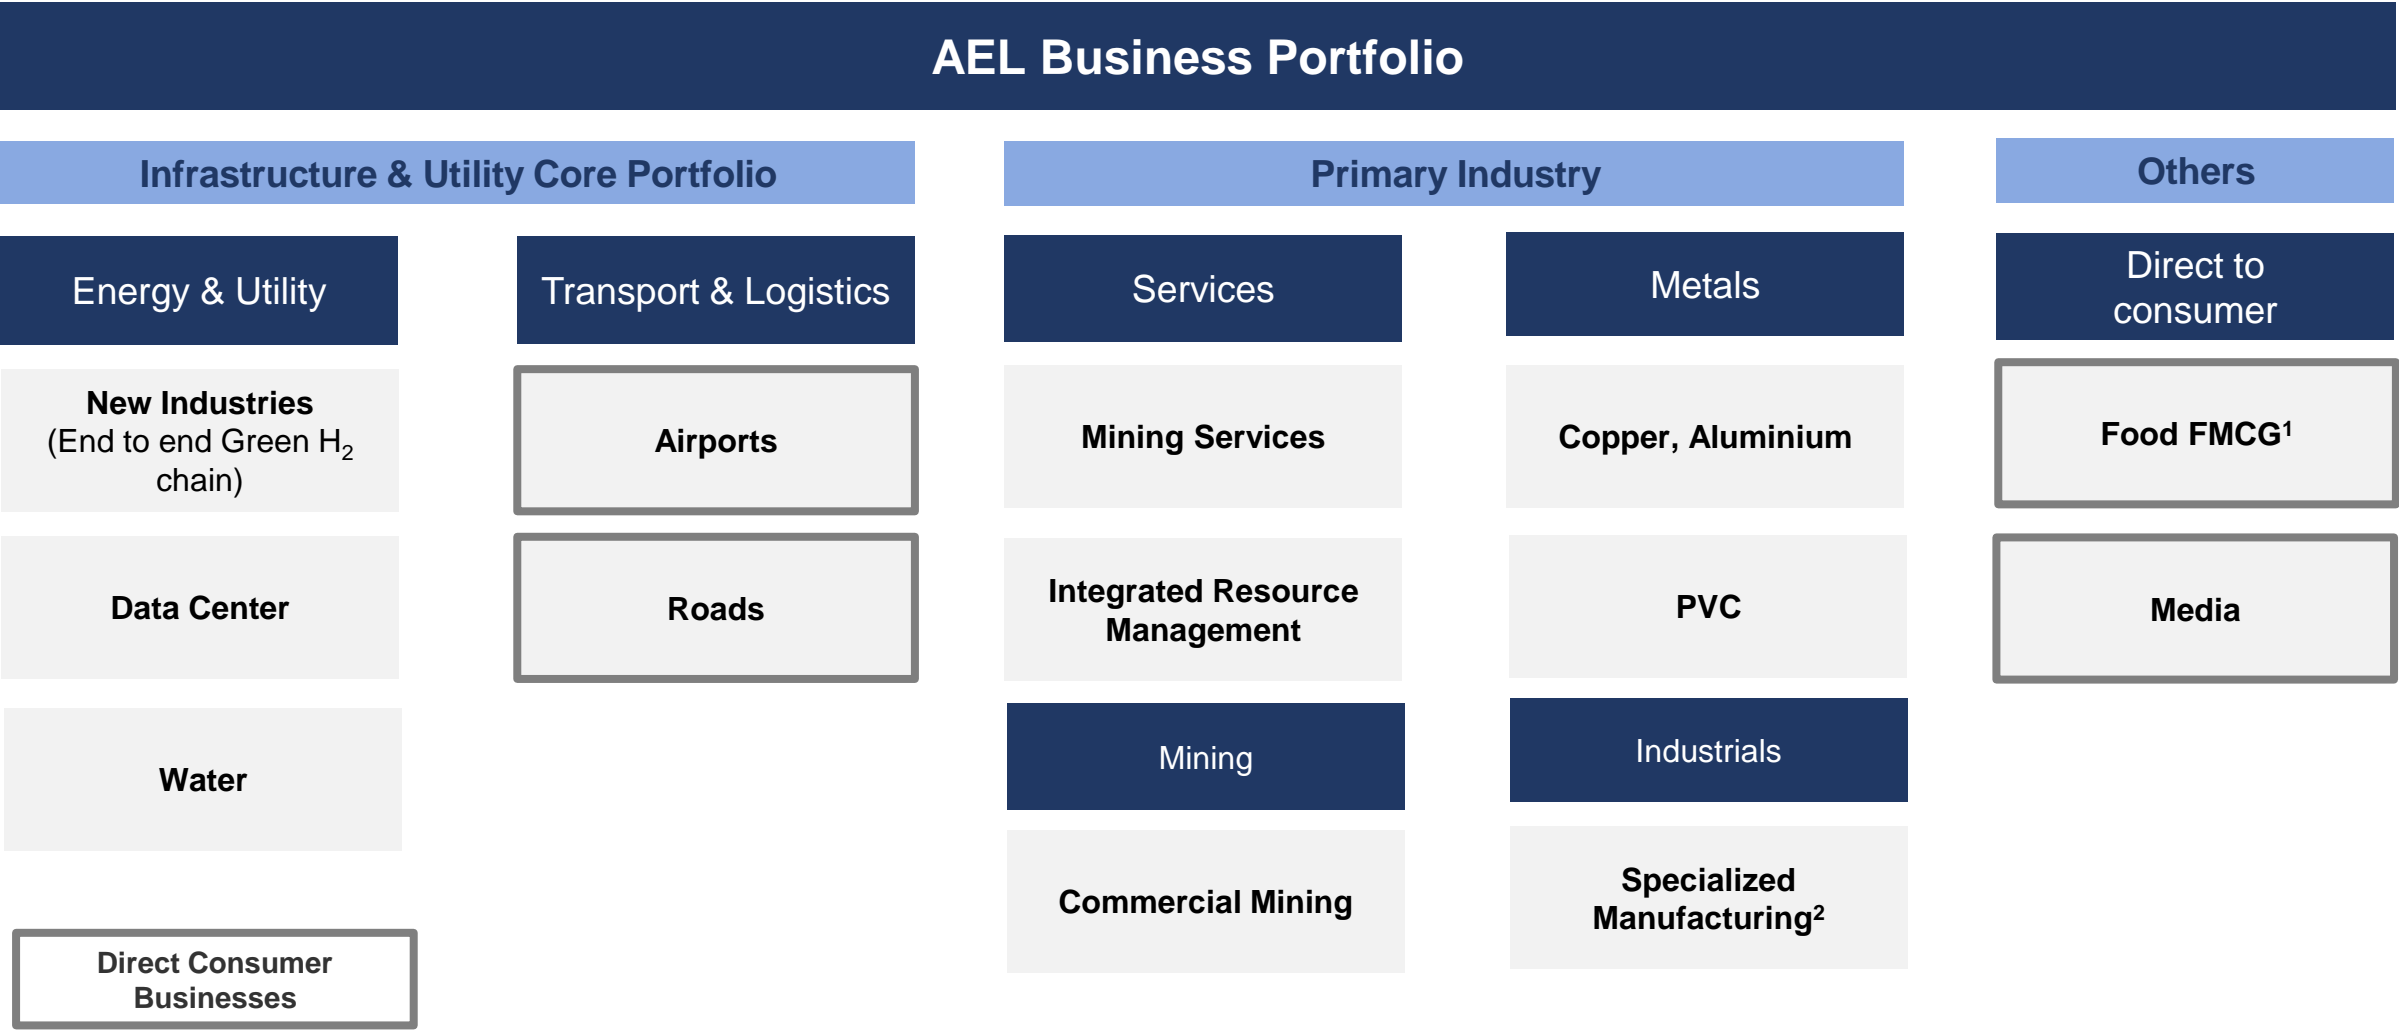 AEL Business Portfolio
Infrastructure & Utility Core Portfolio
Energy & Utility
New Industries
(End to end Green H₂
chain)
Data Center
Water
Transport & Logistics
Airports
Roads
Primary Industry
Services
Mining Services
Integrated Resource
Management
Mining
Commercial Mining
Metals
Copper, Aluminium
PVC
Industrials
Specialized
Manufacturing²
Others
Direct to
consumer
Food FMCG¹
Media
Direct Consumer
Businesses